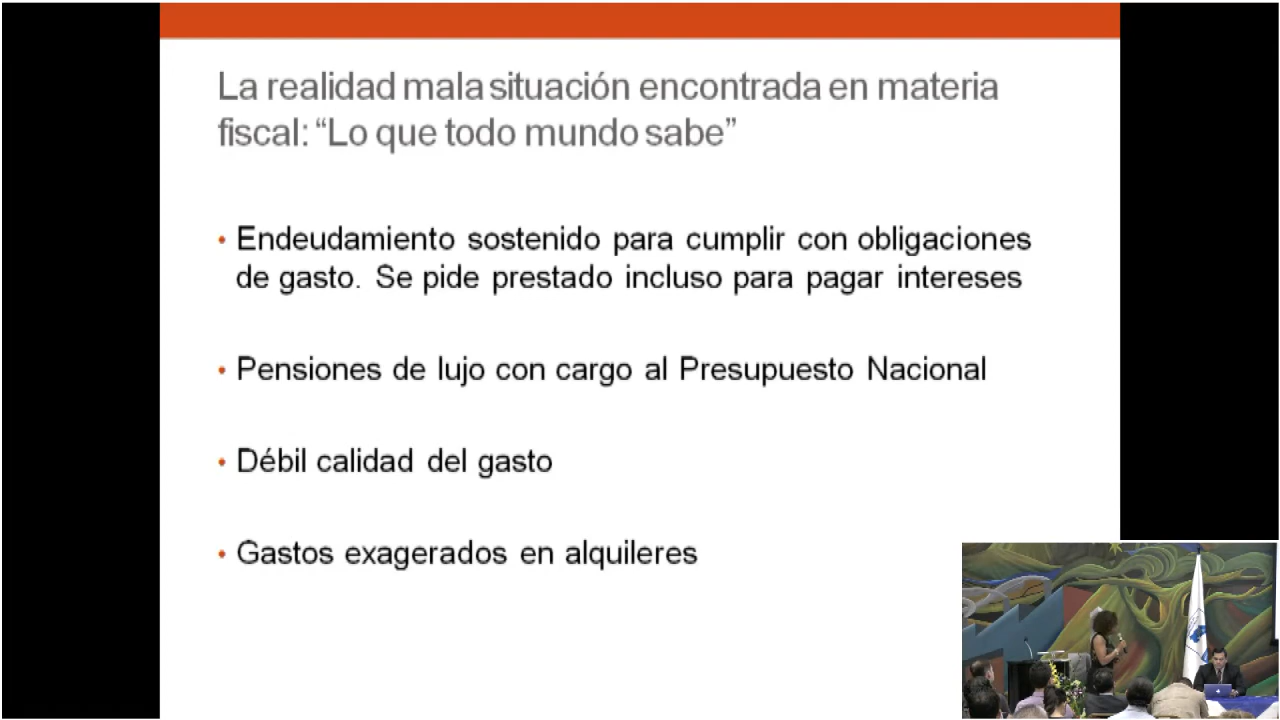 La realidad mala situación encontrada en materia
fiscal: “Lo que todo mundo sabe”
• Endeudamiento sostenido para cumplir con obligaciones
de gasto. Se pide prestado incluso para pagar intereses
• Pensiones de lujo con cargo al Presupuesto Nacional
• Débil calidad del gasto
• Gastos exagerados en alquileres